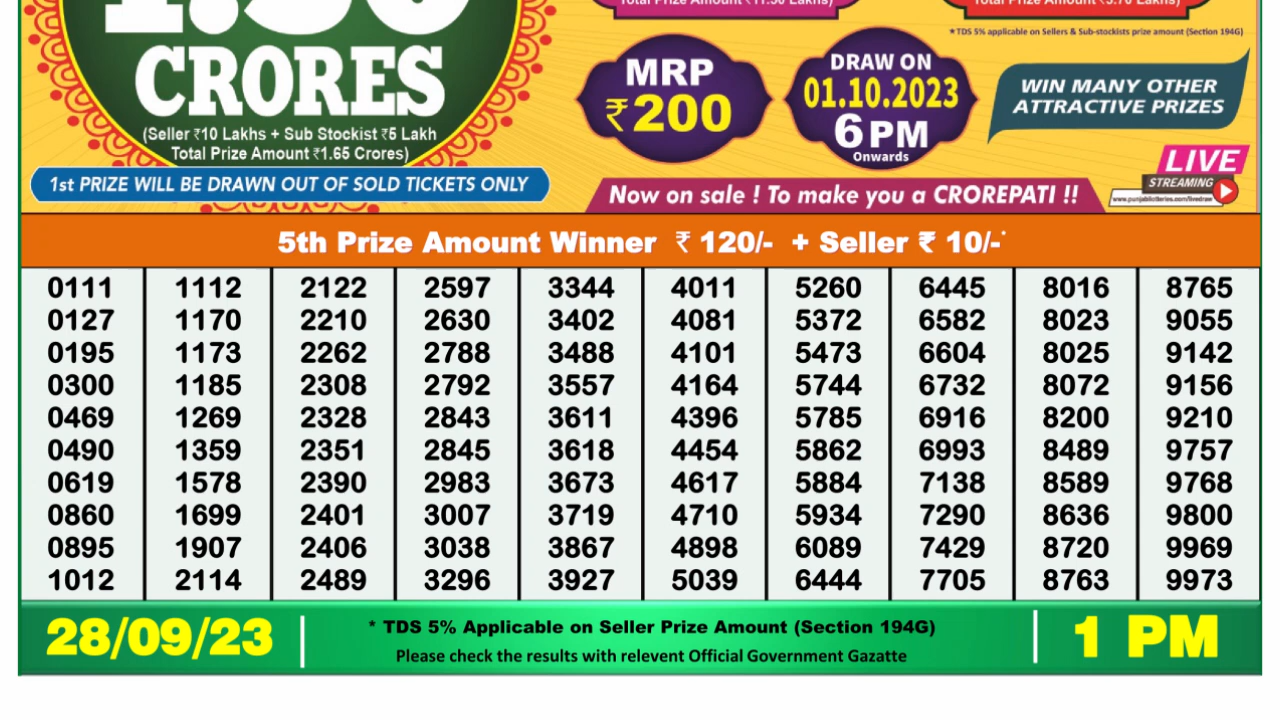 CRORES
(Seller ₹10 Lakhs + Sub Stockist ₹5 Lakh
Total Prize Amount ₹1.65 Crores)
1st PRIZE WILL BE DRAWN OUT OF SOLD TICKETS ONLY
*TDS 5% applicable on Sellers & Sub-stockists prize amount (Section 194G)
MRP
₹200
DRAW ON
01.10.2023
6 PM
Onwards
WIN MANY OTHER
ATTRACTIVE PRIZES
LIVE
STREAMING
Now on sale ! To make you a CROREPATI !!
5th Prize Amount Winner ₹ 120/- + Seller ₹ 10/-*
0111 1112 2122 2597 3344 4011 5260 6445 8016 8765
0127 1170 2210 2630 3402 4081 5372 6582 8023 9055
0195 1173 2262 2788 3488 4101 5473 6604 8025 9142
0300 1185 2308 2792 3557 4164 5744 6732 8072 9156
0469 1269 2328 2843 3611 4396 5785 6916 8200 9210
0490 1359 2351 2845 3618 4454 5862 6993 8489 9757
0619 1578 2390 2983 3673 4617 5884 7138 8589 9768
0860 1699 2401 3007 3719 4710 5934 7290 8636 9800
0895 1907 2406 3038 3867 4898 6089 7429 8720 9969
1012 2114 2489 3296 3927 5039 6444 7705 8763 9973
28/09/23
* TDS 5% Applicable on Seller Prize Amount (Section 194G)
Please check the results with relevent Official Government Gazatte
1 PM